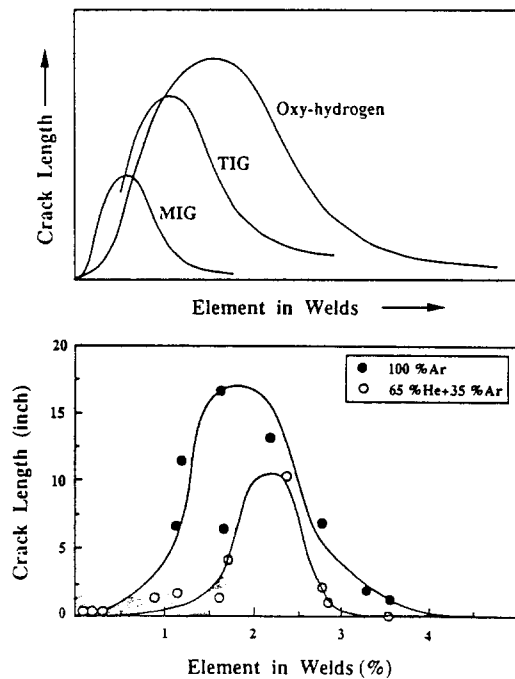 Crack Length
Oxy-hydrogen
TIG
MIG
Element in Welds
20
15
10
5
0
Crack Length (inch)
100 %Ar
65 %He+35 %Ar
1
2
3
4
Element in Welds (%)